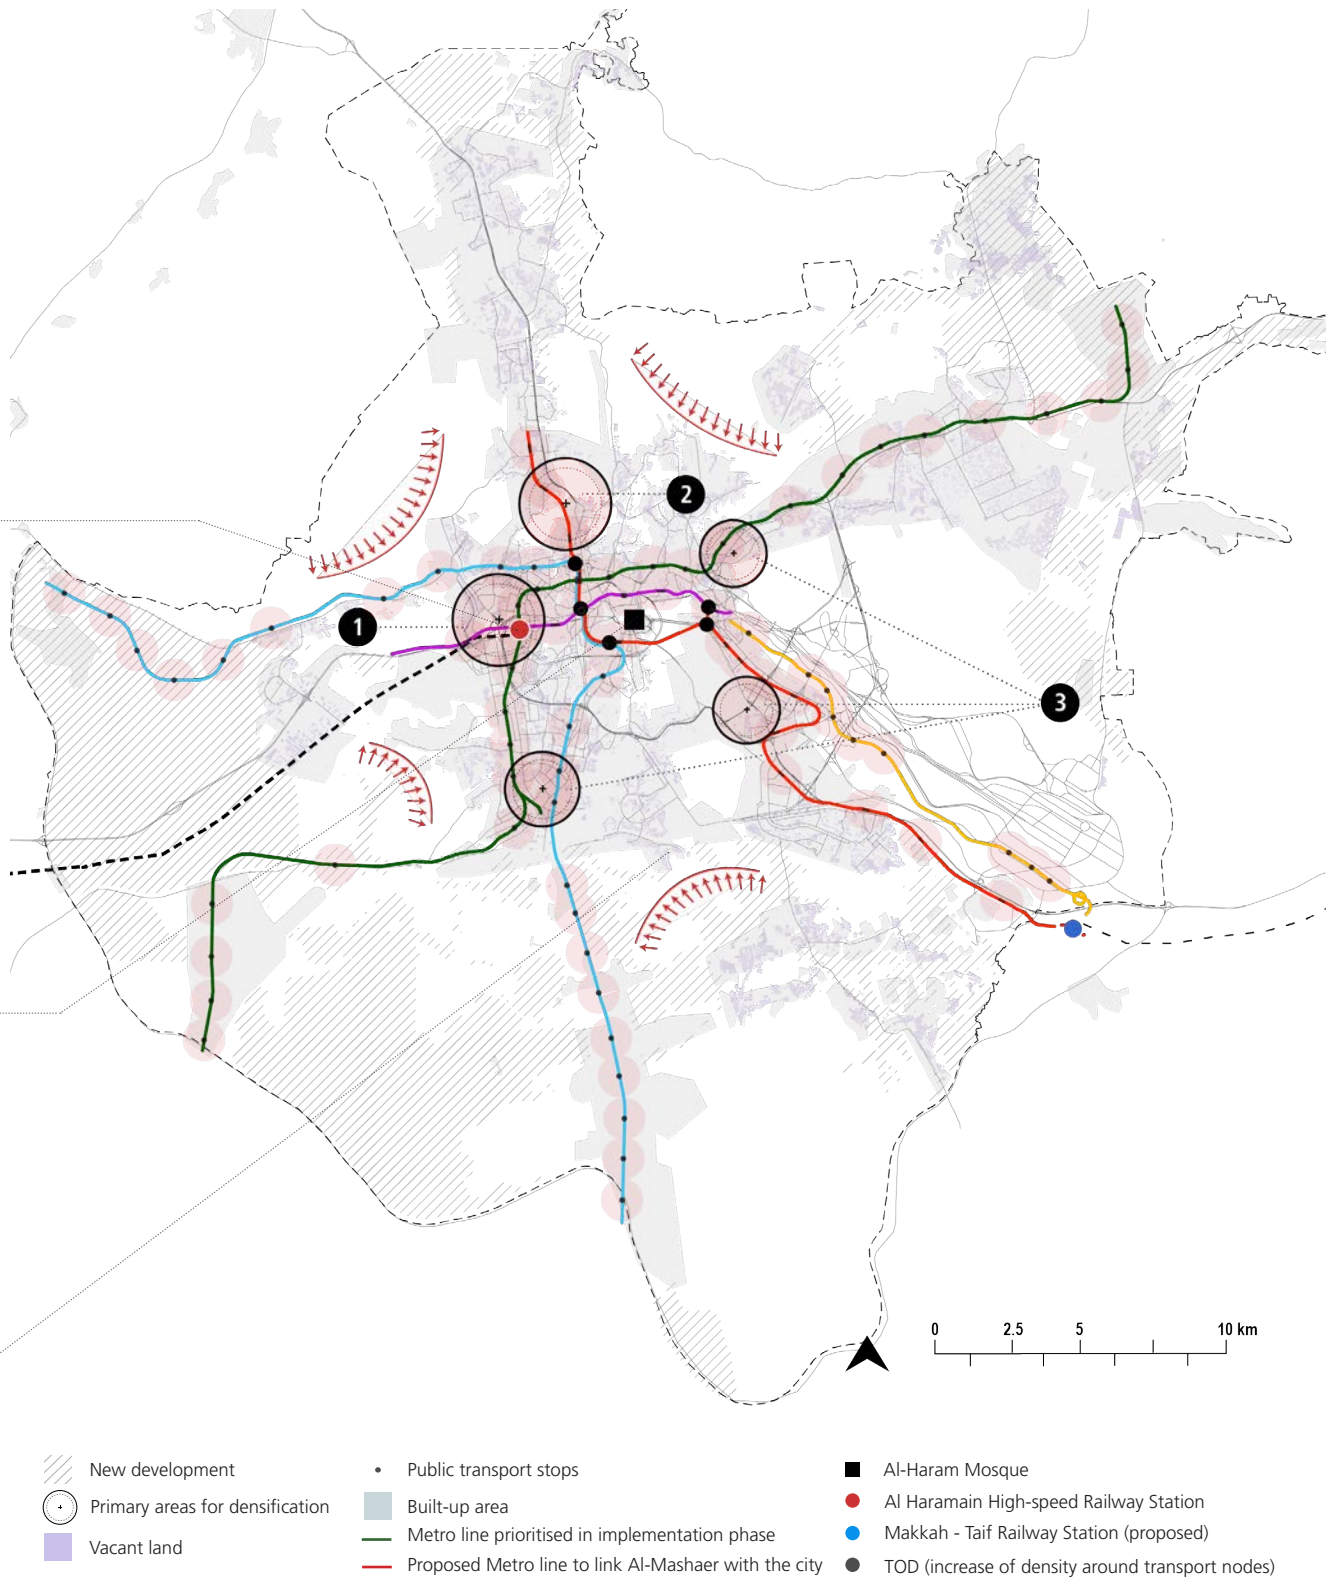 2
1
3
0 2.5 5 10 km
New development
Primary areas for densification
Vacant land
Public transport stops
Built-up area
Metro line prioritised in implementation phase
Proposed Metro line to link Al-Mashaer with the city
Al-Haram Mosque
Al Haramain High-speed Railway Station
Makkah - Taif Railway Station (proposed)
TOD (increase of density around transport nodes)